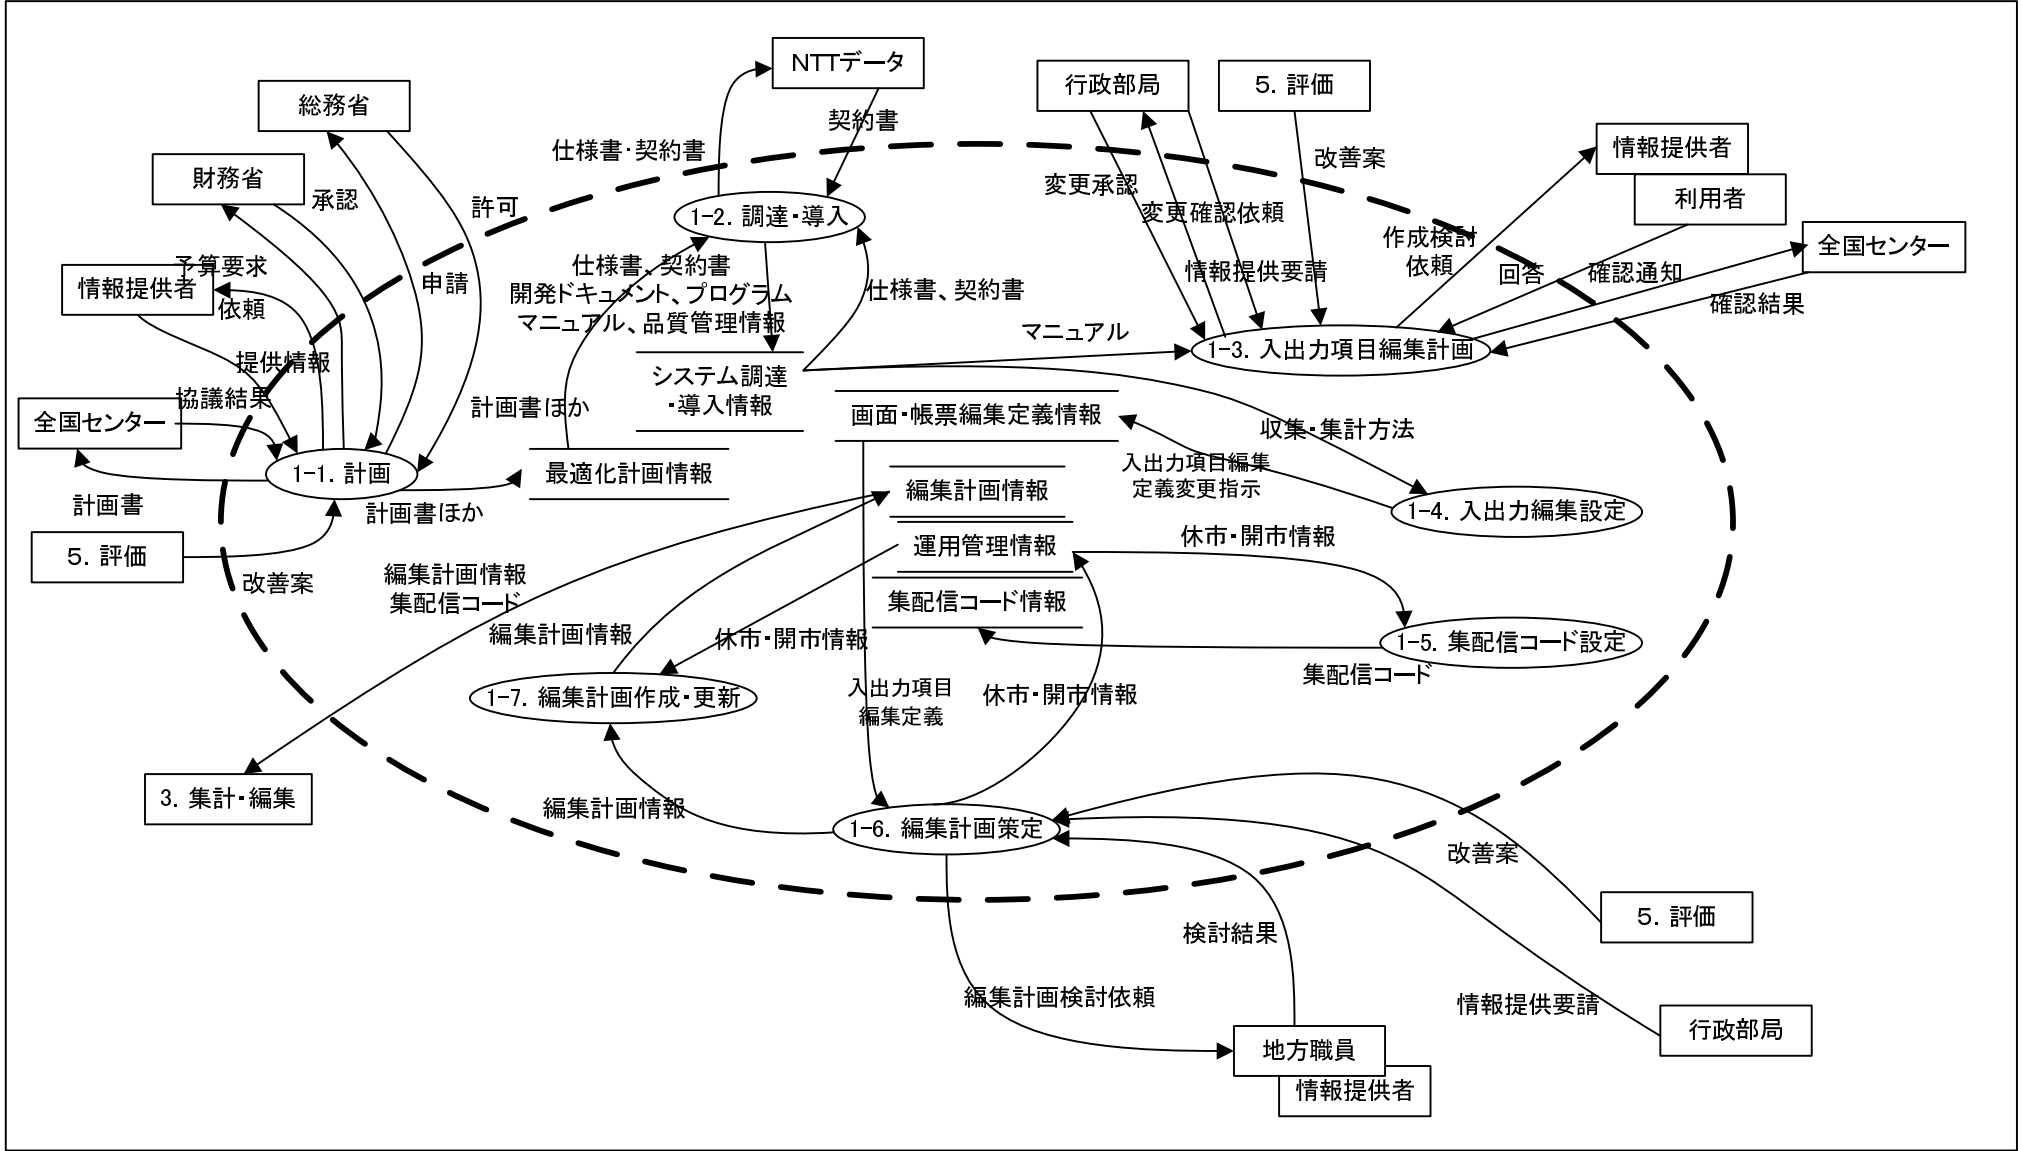 NTTデータ
総務省
行政部局
5. 評価
契約書
情報提供者
利用者
仕様書・契約書
改善案
財務省
承認
許可
1-2. 調達・導入
変更承認
変更確認依頼
作成検討
依頼
回答
確認通知
全国センター
確認結果
予算要求
情報提供者
依頼
申請
仕様書、契約書
開発ドキュメント、プログラム
マニュアル、品質管理情報
仕様書、契約書
情報提供要請
マニュアル
1-3. 入出力項目編集計画
提供情報
協議結果
全国センター
計画書ほか
システム調達
・導入情報
画面・帳票編集定義情報
収集・集計方法
1-1. 計画
最適化計画情報
入出力項目編集
定義変更指示
編集計画情報
1-4. 入出力編集設定
計画書
計画書ほか
運用管理情報
休市・開市情報
5. 評価
改善案
編集計画情報
集配信コード
集配信コード情報
編集計画情報
休市・開市情報
1-5. 集配信コード設定
集配信コード
1-7. 編集計画作成・更新
入出力項目
編集定義
休市・開市情報
3. 集計・編集
編集計画情報
1-6. 編集計画策定
改善案
5. 評価
検討結果
編集計画検討依頼
情報提供要請
行政部局
地方職員
情報提供者